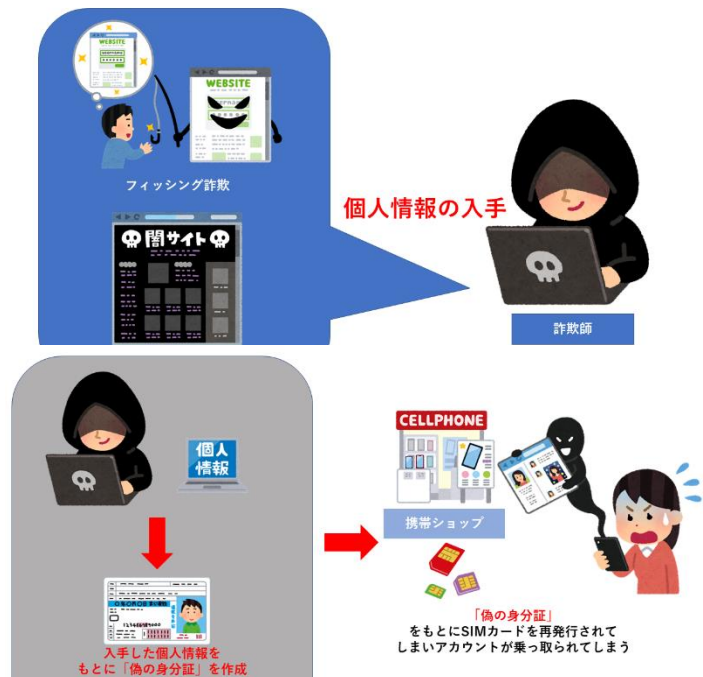 WEBSITE
WEBSITE
フィッシング詐欺
闇サイト
個人情報の入手
詐欺師
個人
情報
入手した個人情報を
もとに「偽の身分証」を作成
CELLPHONE
携帯ショップ
「偽の身分証」
をもとにSIMカードを再発行されて
しまいアカウントが乗っ取られてしまう